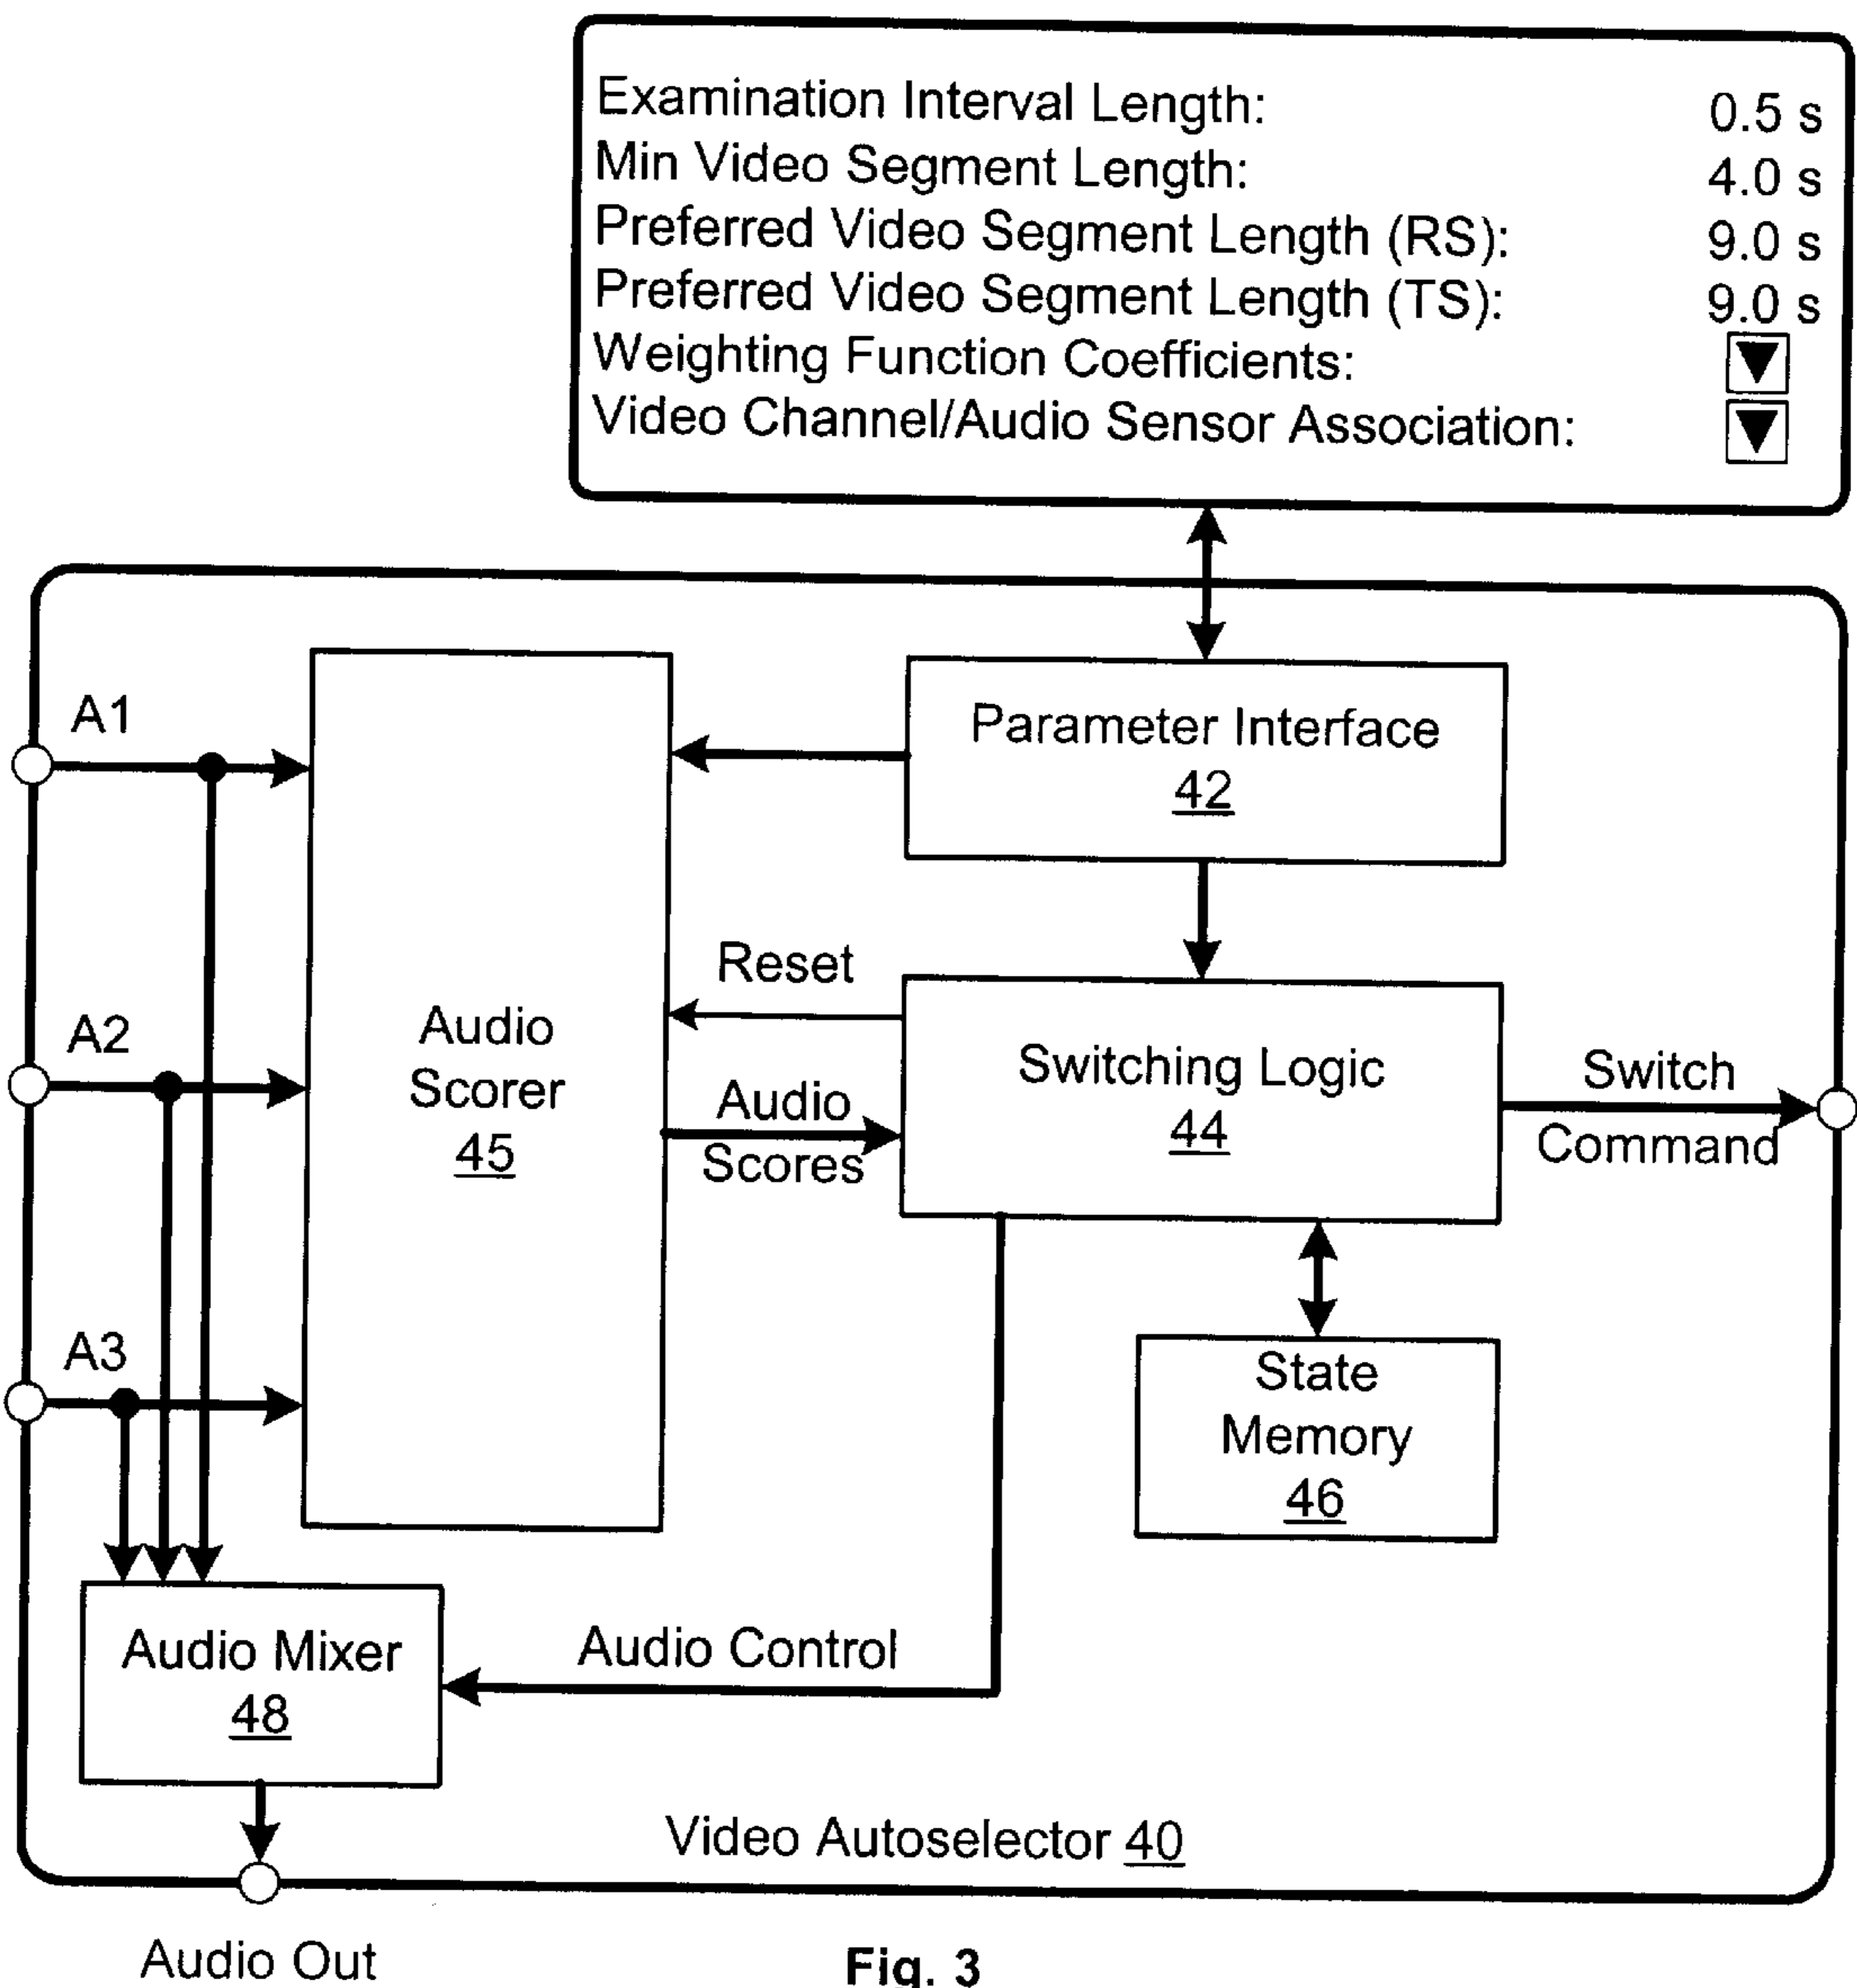 Examination Interval Length: 0.5 s
Min Video Segment Length: 4.0 s
Preferred Video Segment Length (RS): 9.0 s
Preferred Video Segment Length (TS): 9.0 s
Weighting Function Coefficients:
Video Channel/Audio Sensor Association:
A1
Parameter Interface
42
Reset
A2
Audio
Scorer
45
Audio
Scores
Switching Logic
44
Switch
Command
A3
State
Memory
46
Audio Mixer
48
Audio Control
Video Autoselector 40
Audio Out
Fig. 3